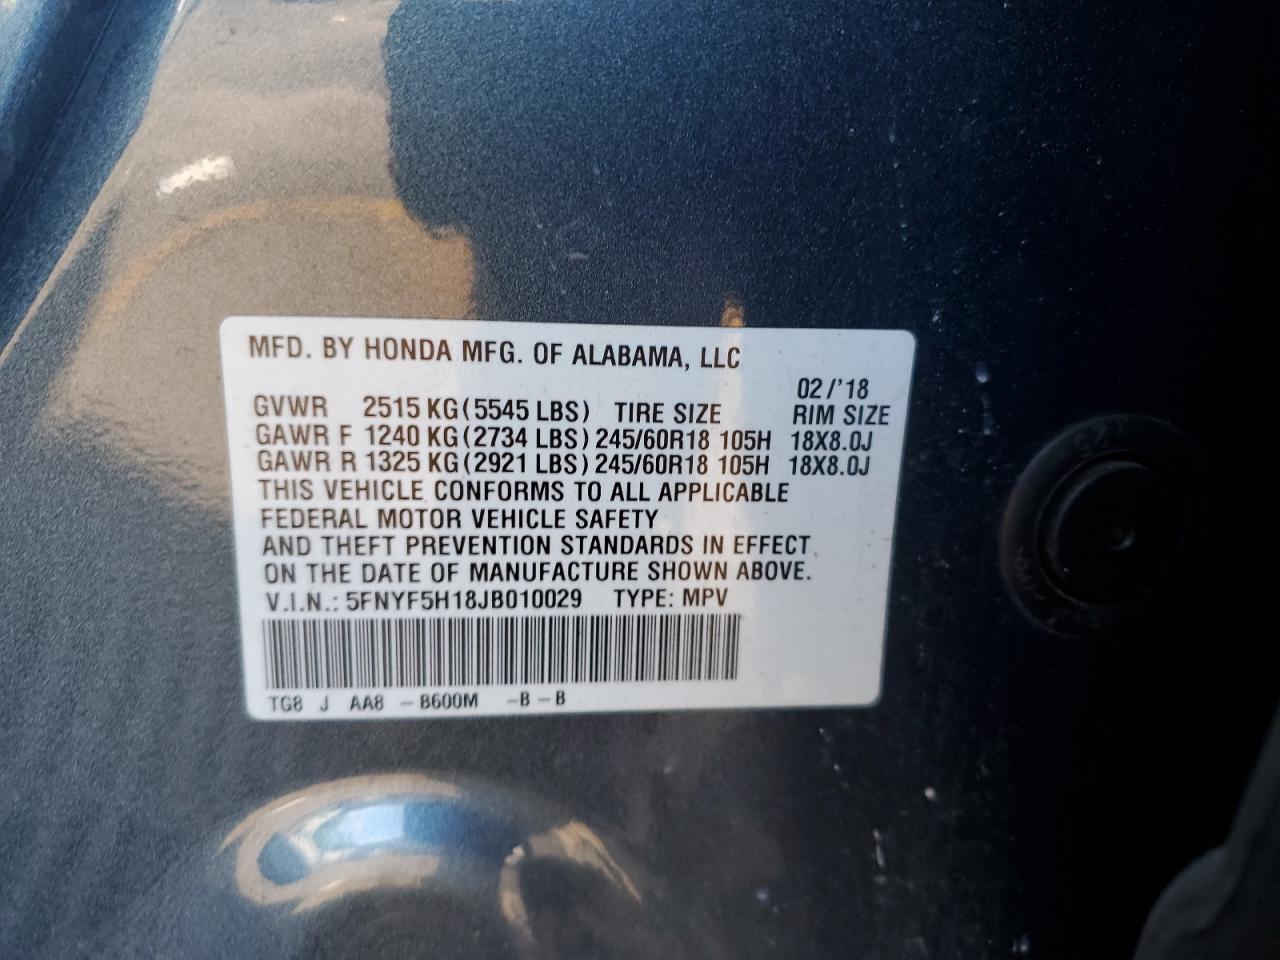 MFD. BY HONDA MFG. OF ALABAMA, LLC
02/'18
GVWR 2515 KG (5545 LBS) TIRE SIZE RIM SIZE
GAWR F 1240 KG (2734 LBS) 245/60R18 105H 18X8.0J
GAWR R 1325 KG (2921 LBS) 245/60R18 105H 18X8.0J
THIS VEHICLE CONFORMS TO ALL APPLICABLE
FEDERAL MOTOR VEHICLE SAFETY
AND THEFT PREVENTION STANDARDS IN EFFECT
ON THE DATE OF MANUFACTURE SHOWN ABOVE.
V.I.N.: 5FNYF5H18JB010029 TYPE: MPV
TG8 J AA8 - B600M -B-B